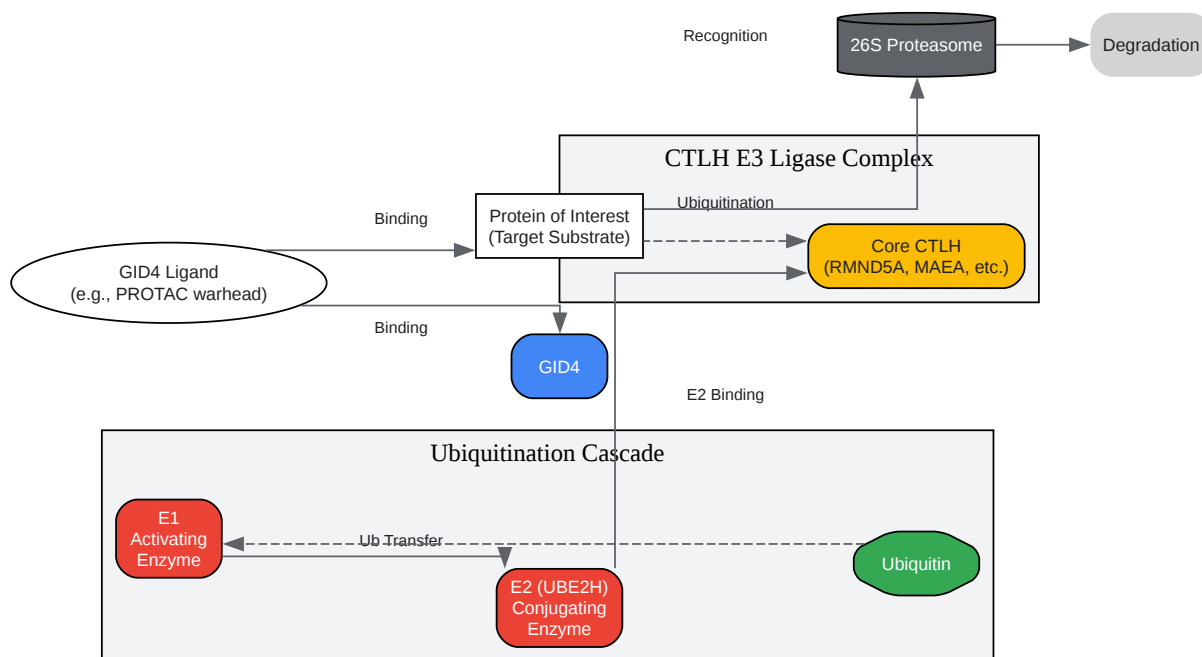 Recognition
26S Proteasome
Degradation
CTLH E3 Ligase Complex
Binding
Protein of Interest
(Target Substrate)
Ubiquitination
Core CTLH
(RMND5A, MAEA, etc.)
GID4 Ligand
(e.g., PROTAC warhead)
Binding
GID4
E2 Binding
Ubiquitination Cascade
E1
Activating
Enzyme
Ub Transfer
Ubiquitin
E2 (UBE2H)
Conjugating
Enzyme